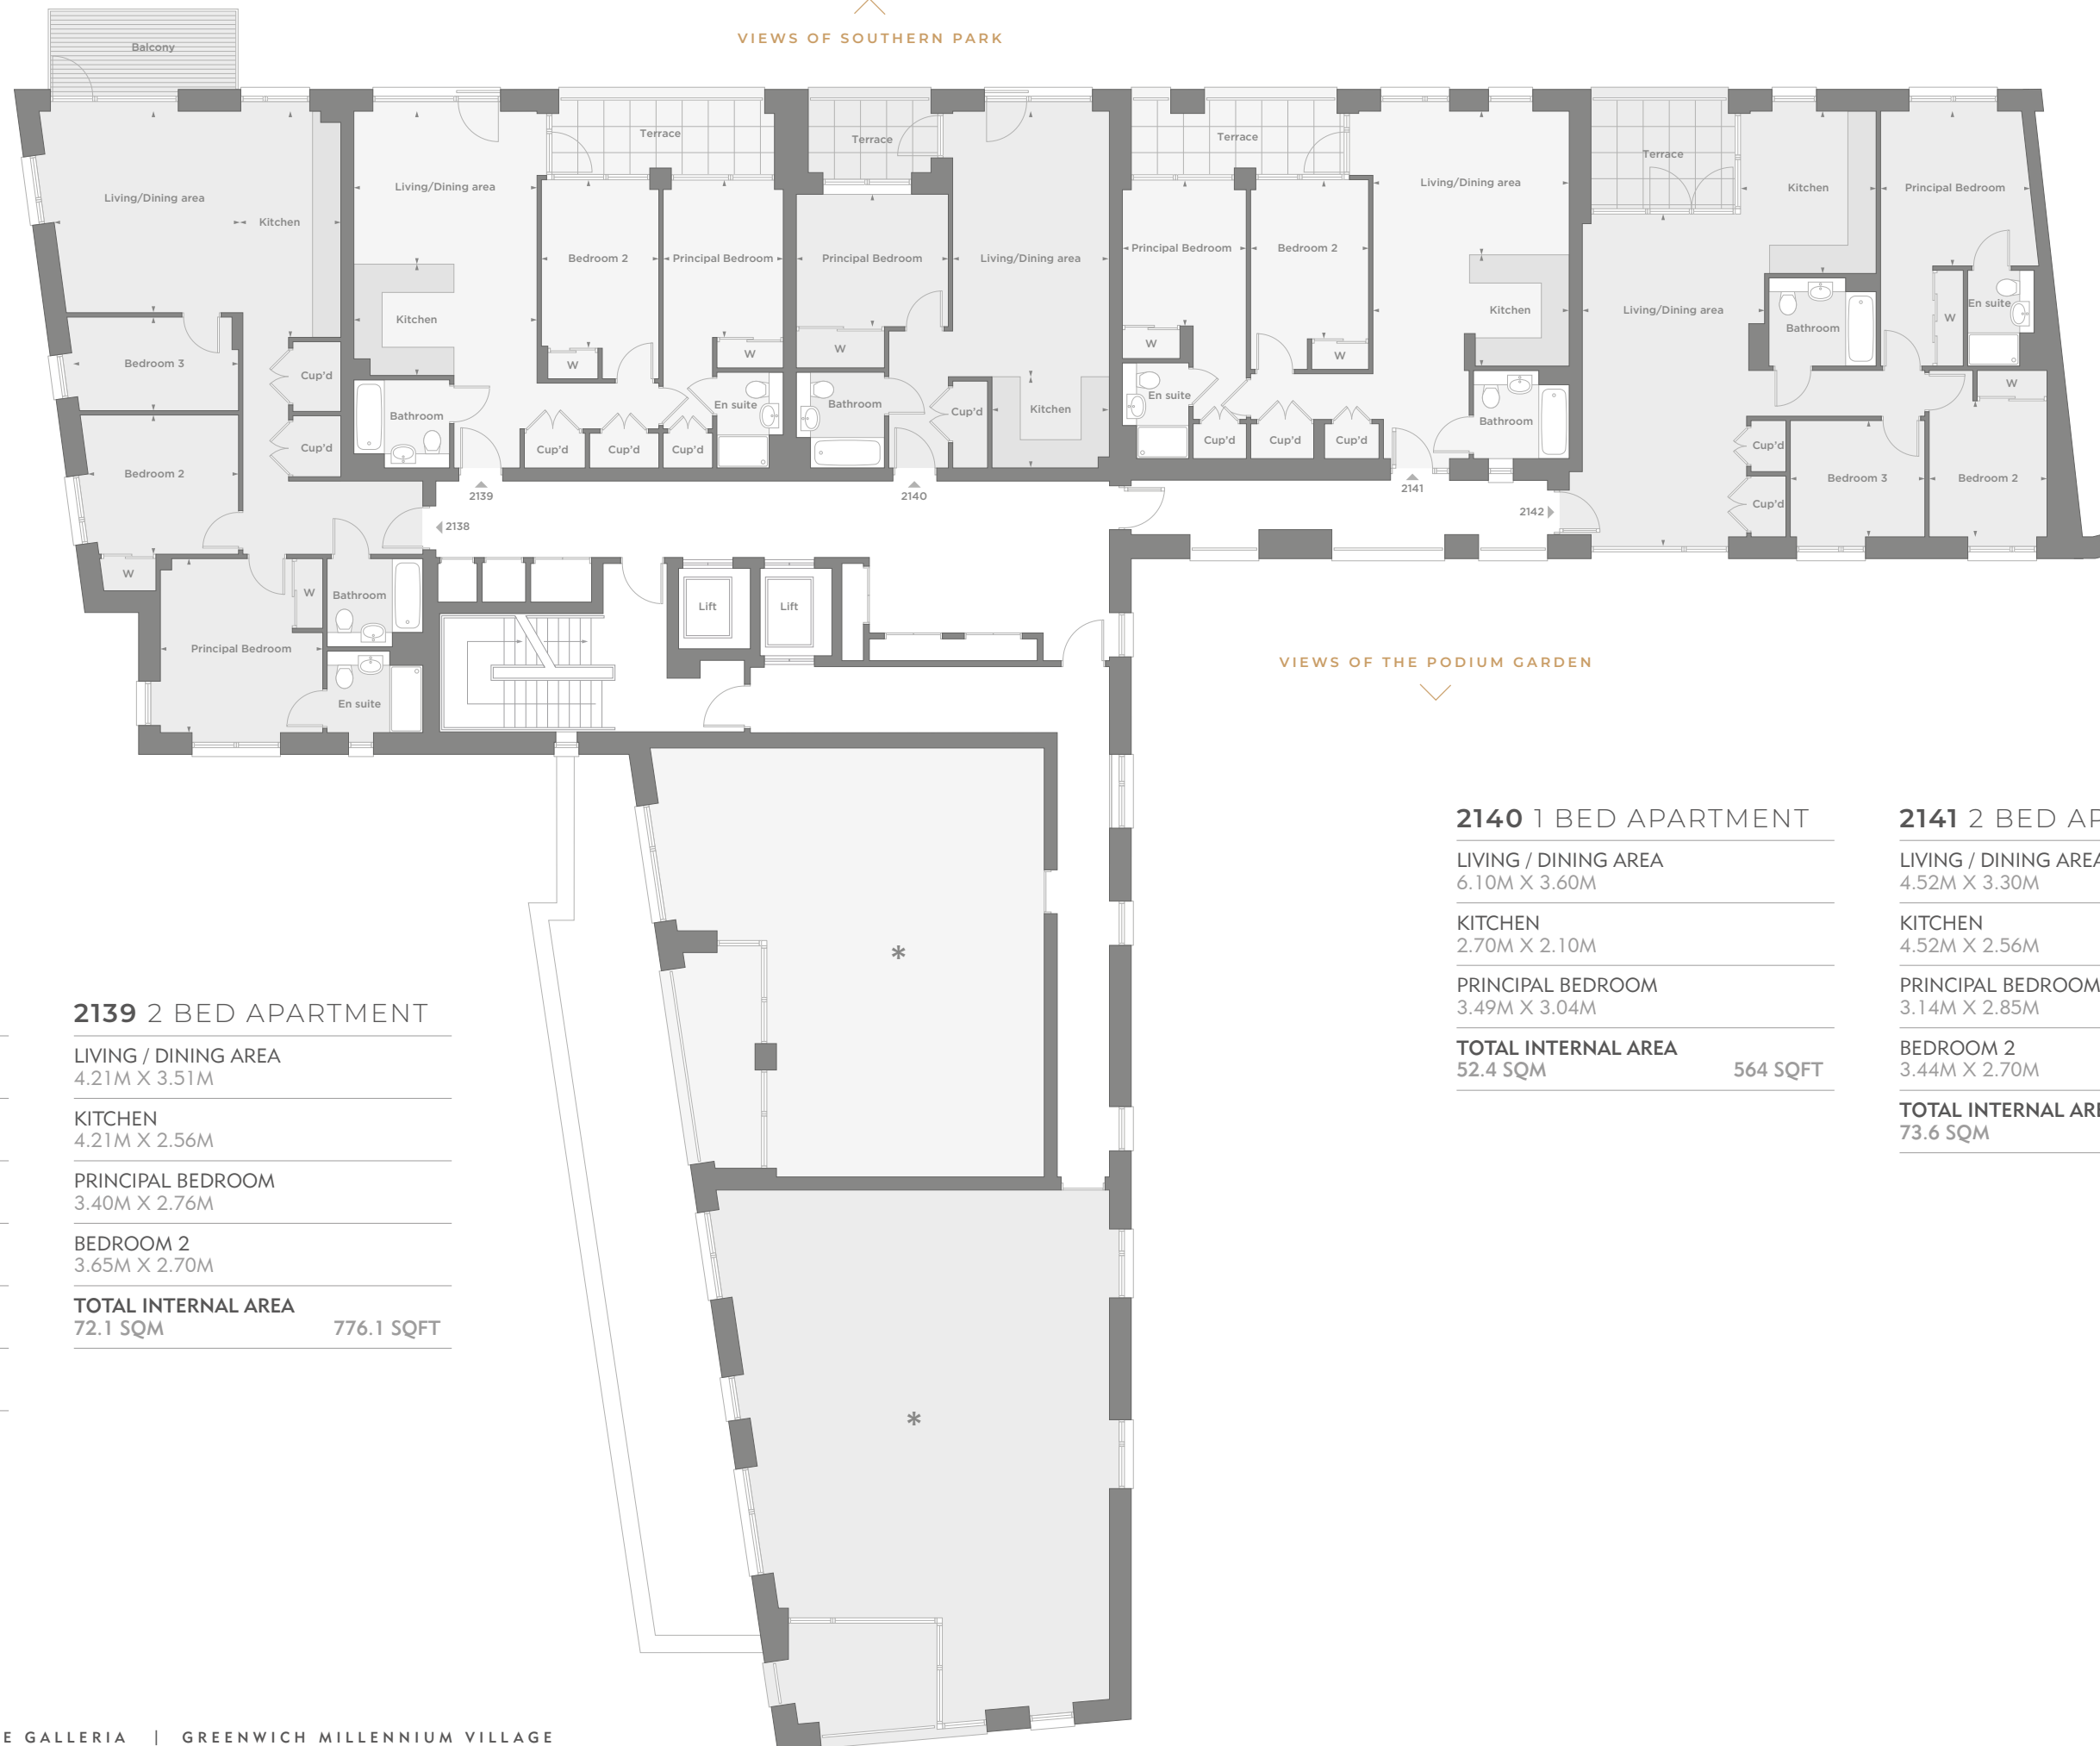 VIEWS OF SOUTHERN PARK
Balcony
Living/Dining area
Kitchen
Bedroom 3
Cup'd
Cup'd
Bedroom 2
W
Principal Bedroom
W
Bathroom
En suite
2138
Living/Dining area
Kitchen
Bathroom
Terrace
Bedroom 2
Principal Bedroom
W
W
En suite
Cup'd
Cup'd
Cup'd
2139
Terrace
Principal Bedroom
Living/Dining area
W
Bathroom
Cup'd
Kitchen
2140
Terrace
Principal Bedroom
Bedroom 2
Living/Dining area
Kitchen
W
W
En suite
Cup'd
Cup'd
Cup'd
Bathroom
2141
Terrace
Kitchen
Principal Bedroom
Living/Dining area
Bathroom
W
En suite
W
Cup'd
Cup'd
Bedroom 3
Bedroom 2
2142
Lift
Lift
VIEWS OF THE PODIUM GARDEN
*
*
2139 2 BED APARTMENT
LIVING / DINING AREA
4.21M X 3.51M
KITCHEN
4.21M X 2.56M
PRINCIPAL BEDROOM
3.40M X 2.76M
BEDROOM 2
3.65M X 2.70M
TOTAL INTERNAL AREA
72.1 SQM 776.1 SQFT
2140 1 BED APARTMENT
LIVING / DINING AREA
6.10M X 3.60M
KITCHEN
2.70M X 2.10M
PRINCIPAL BEDROOM
3.49M X 3.04M
TOTAL INTERNAL AREA
52.4 SQM 564 SQFT
2141 2 BED AP
LIVING / DINING AREA
4.52M X 3.30M
KITCHEN
4.52M X 2.56M
PRINCIPAL BEDROOM
3.14M X 2.85M
BEDROOM 2
3.44M X 2.70M
TOTAL INTERNAL ARE
73.6 SQM
E GALLERIA | GREENWICH MILLENNIUM VILLAGE